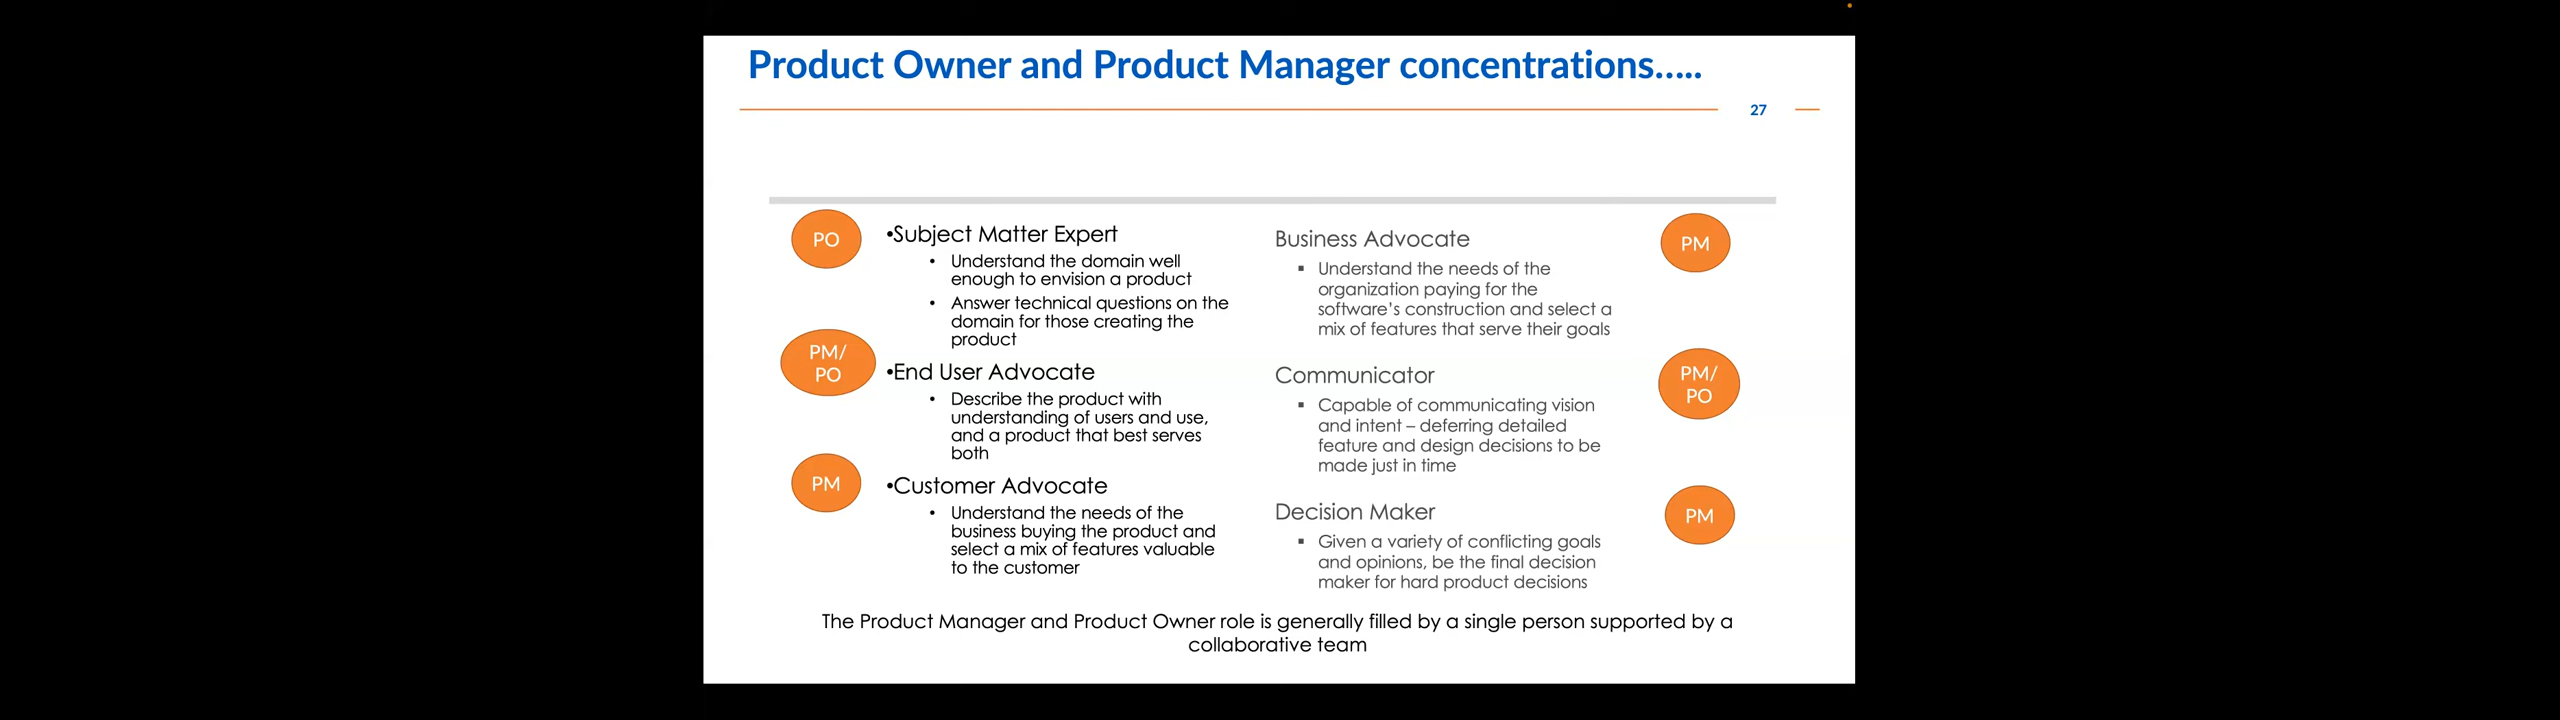 Product Owner and Product Manager concentrations.....
27
PO
•Subject Matter Expert
• Understand the domain well
enough to envision a product
• Answer technical questions on the
domain for those creating the
product
PM/
PO
•End User Advocate
• Describe the product with
understanding of users and use,
and a product that best serves
both
PM
•Customer Advocate
• Understand the needs of the
business buying the product and
select a mix of features valuable
to the customer
Business Advocate
▪ Understand the needs of the
organization paying for the
software’s construction and select a
mix of features that serve their goals
PM
Communicator
▪ Capable of communicating vision
and intent – deferring detailed
feature and design decisions to be
made just in time
PM/
PO
Decision Maker
▪ Given a variety of conflicting goals
and opinions, be the final decision
maker for hard product decisions
PM
The Product Manager and Product Owner role is generally filled by a single person supported by a
collaborative team